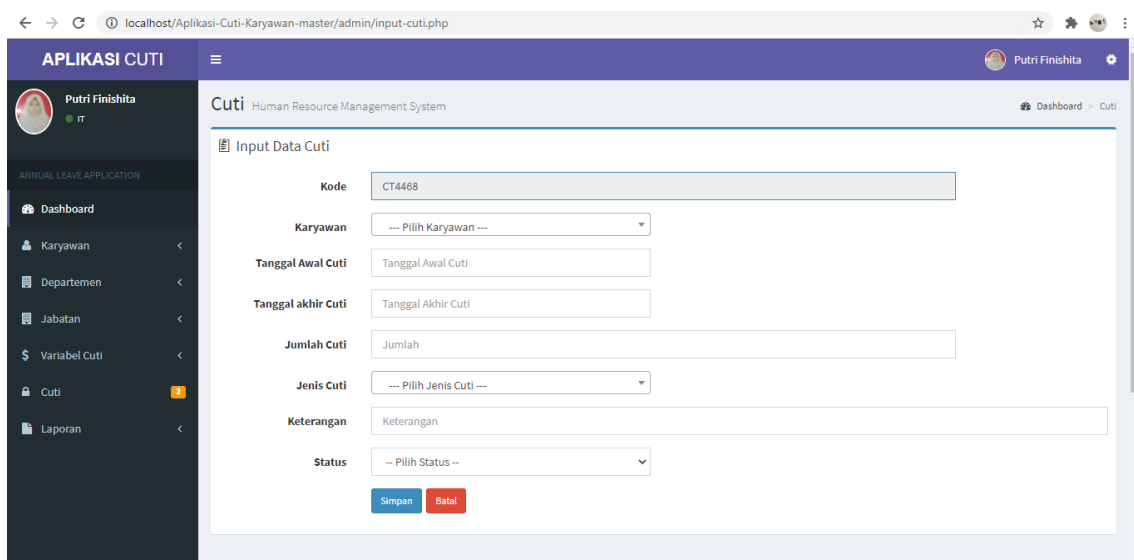 localhost/Aplikasi-Cuti-Karyawan-master/admin/input-cuti.php
APLIKASI CUTI
Putri Finishita
Putri Finishita
IT
Cuti Human Resource Management System
Dashboard > Cuti
ANNUAL LEAVE APPLICATION
Dashboard
Karyawan
Departemen
Jabatan
$ Variabel Cuti
Cuti 2
Laporan
Input Data Cuti
Kode CT4468
Karyawan --- Pilih Karyawan ---
Tanggal Awal Cuti Tanggal Awal Cuti
Tanggal akhir Cuti Tanggal Akhir Cuti
Jumlah Cuti Jumlah
Jenis Cuti --- Pilih Jenis Cuti ---
Keterangan Keterangan
Status -- Pilih Status --
Simpan Batal